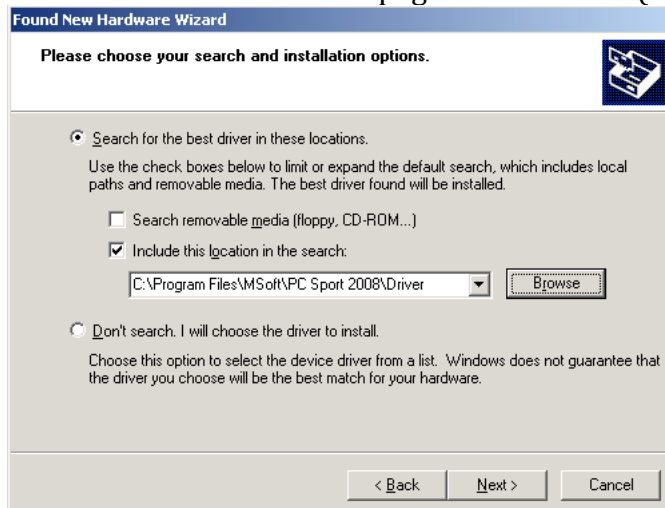 Found New Hardware Wizard
Please choose your search and installation options.
Search for the best driver in these locations.
Use the check boxes below to limit or expand the default search, which includes local
paths and removable media. The best driver found will be installed.
Search removable media (floppy, CD-ROM...)
Include this location in the search:
C:\Program Files\MSoft\PC Sport 2008\Driver
Browse
Don't search. I will choose the driver to install.
Choose this option to select the device driver from a list. Windows does not guarantee that
the driver you choose will be the best match for your hardware.
< Back
Next >
Cancel